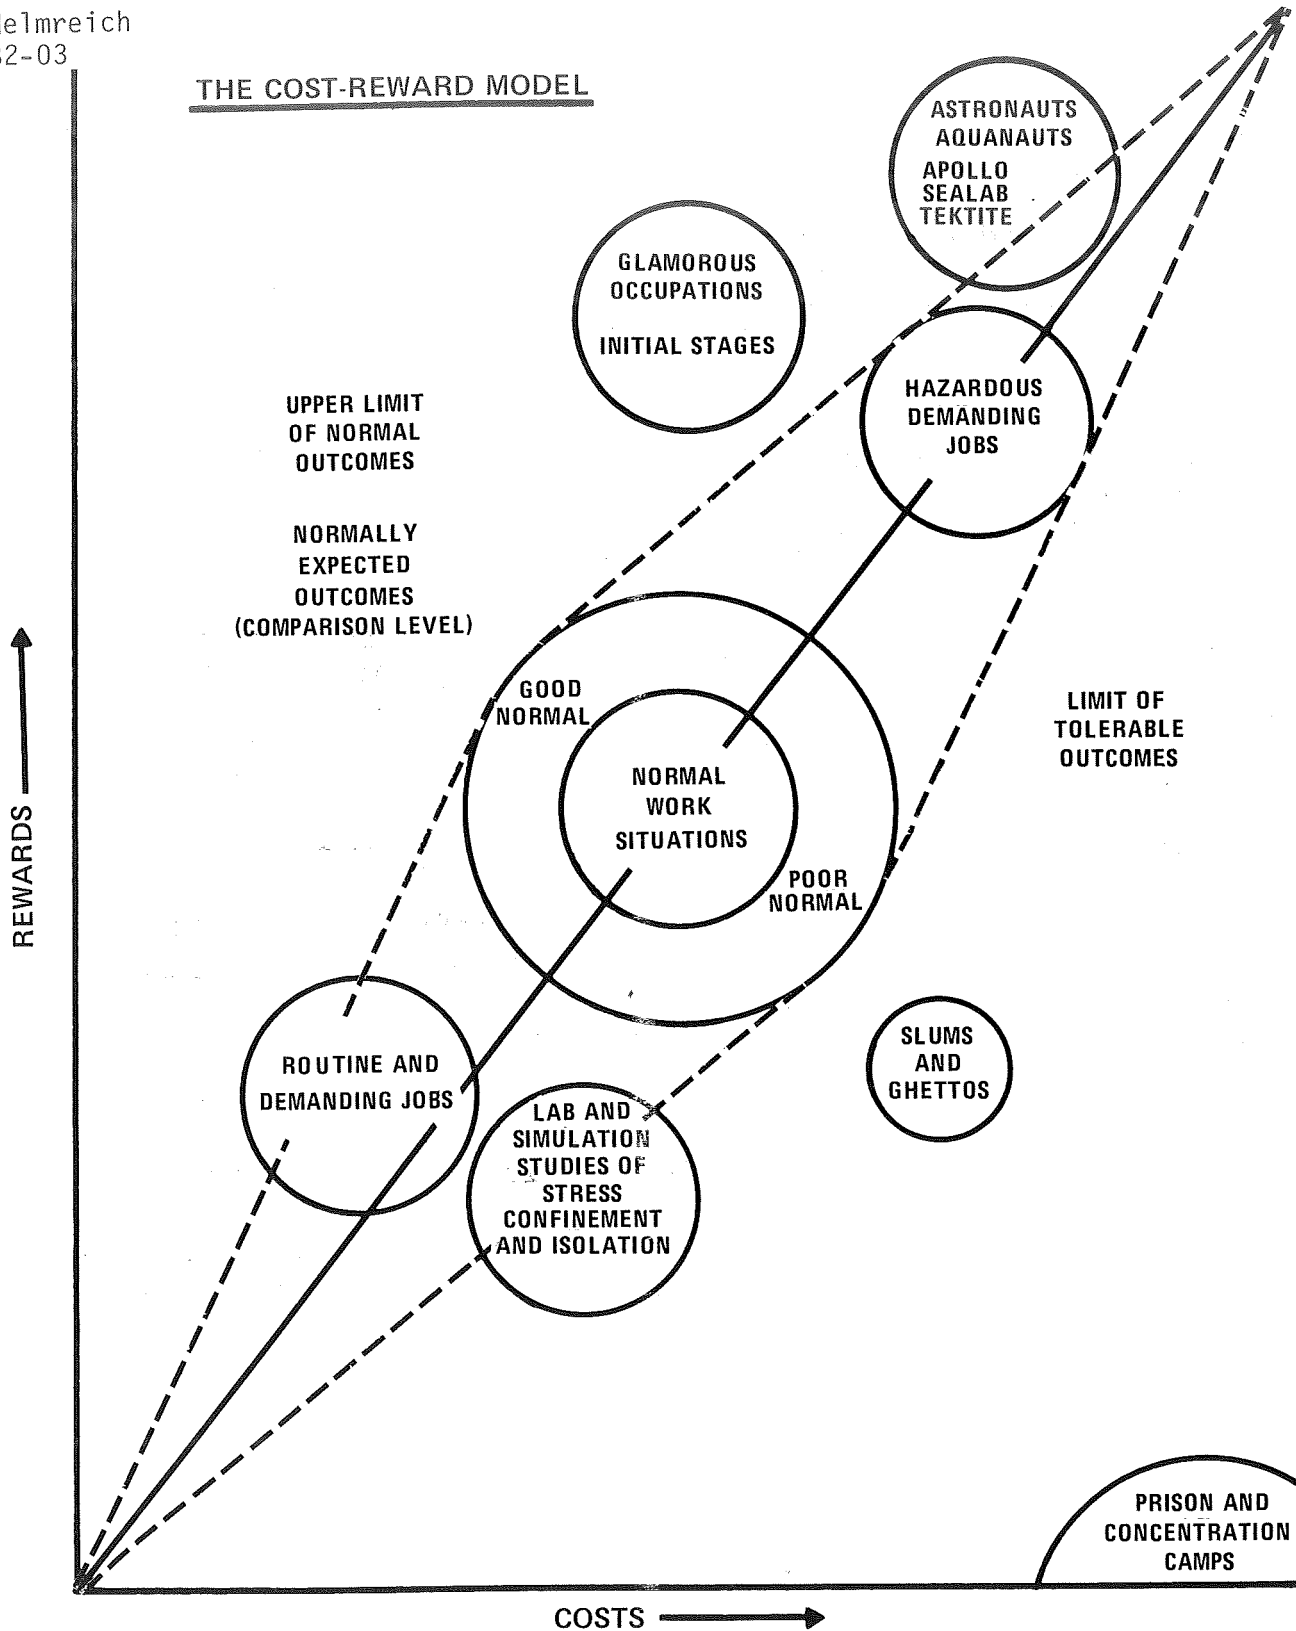 elmreich
2-03
THE COST-REWARD MODEL
ASTRONAUTS
AQUANAUTS
APOLLO
SEALAB
TEKTITE
GLAMOROUS
OCCUPATIONS
INITIAL STAGES
HAZARDOUS
DEMANDING
JOBS
UPPER LIMIT
OF NORMAL
OUTCOMES
NORMALLY
EXPECTED
OUTCOMES
(COMPARISON LEVEL)
GOOD
NORMAL
NORMAL
WORK
SITUATIONS
POOR
NORMAL
LIMIT OF
TOLERABLE
OUTCOMES
REWARDS
ROUTINE AND
DEMANDING JOBS
LAB AND
SIMULATION
STUDIES OF
STRESS
CONFINEMENT
AND ISOLATION
SLUMS
AND
GHETTOS
PRISON AND
CONCENTRATION
CAMPS
COSTS